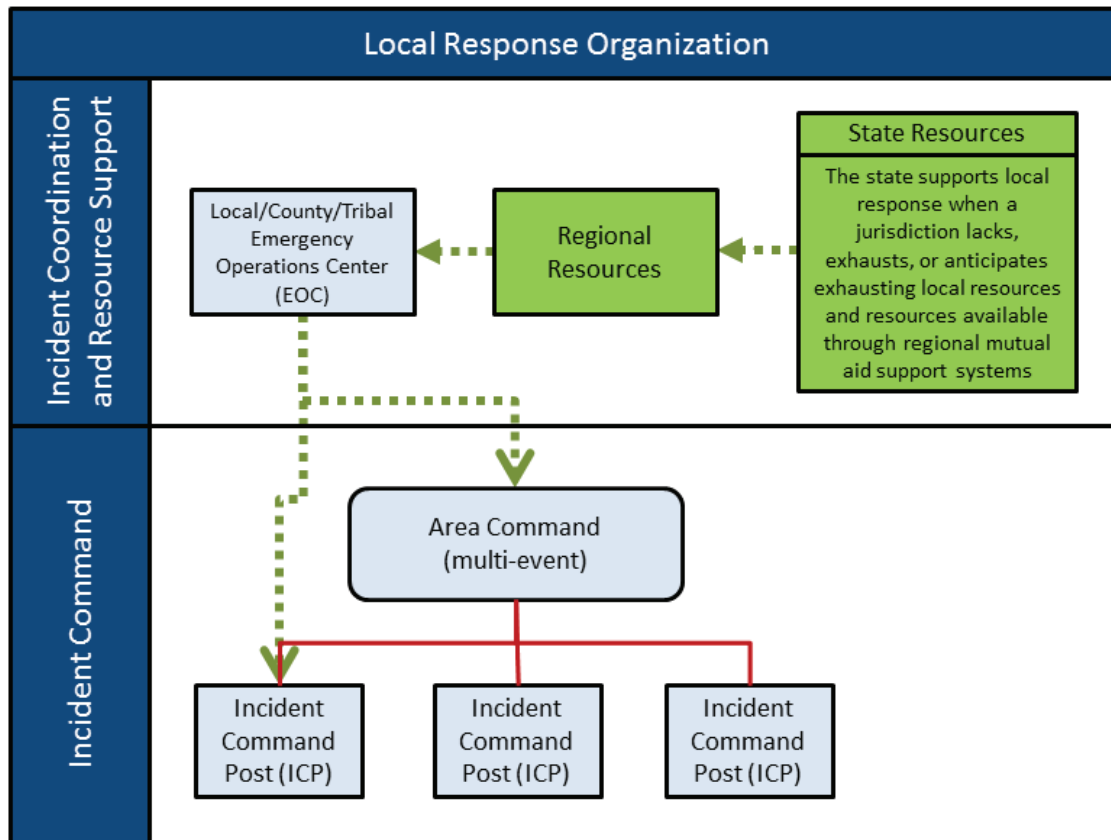 Local Response Organization
Incident Coordination
and Resource Support
Local/County/Tribal
Emergency
Operations Center
(EOC)
Regional
Resources
State Resources
The state supports local
response when a
jurisdiction lacks,
exhausts, or anticipates
exhausting local resources
and resources available
through regional mutual
aid support systems
Incident Command
Area Command
(multi-event)
Incident
Command
Post (ICP)
Incident
Command
Post (ICP)
Incident
Command
Post (ICP)